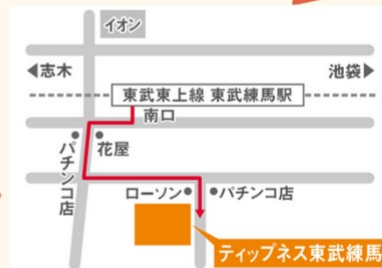 イオン
◀志木
池袋▶
東武東上線 東武練馬駅
南口
パチンコ店
花屋
ローソン
パチンコ店
ティップネス東武練馬